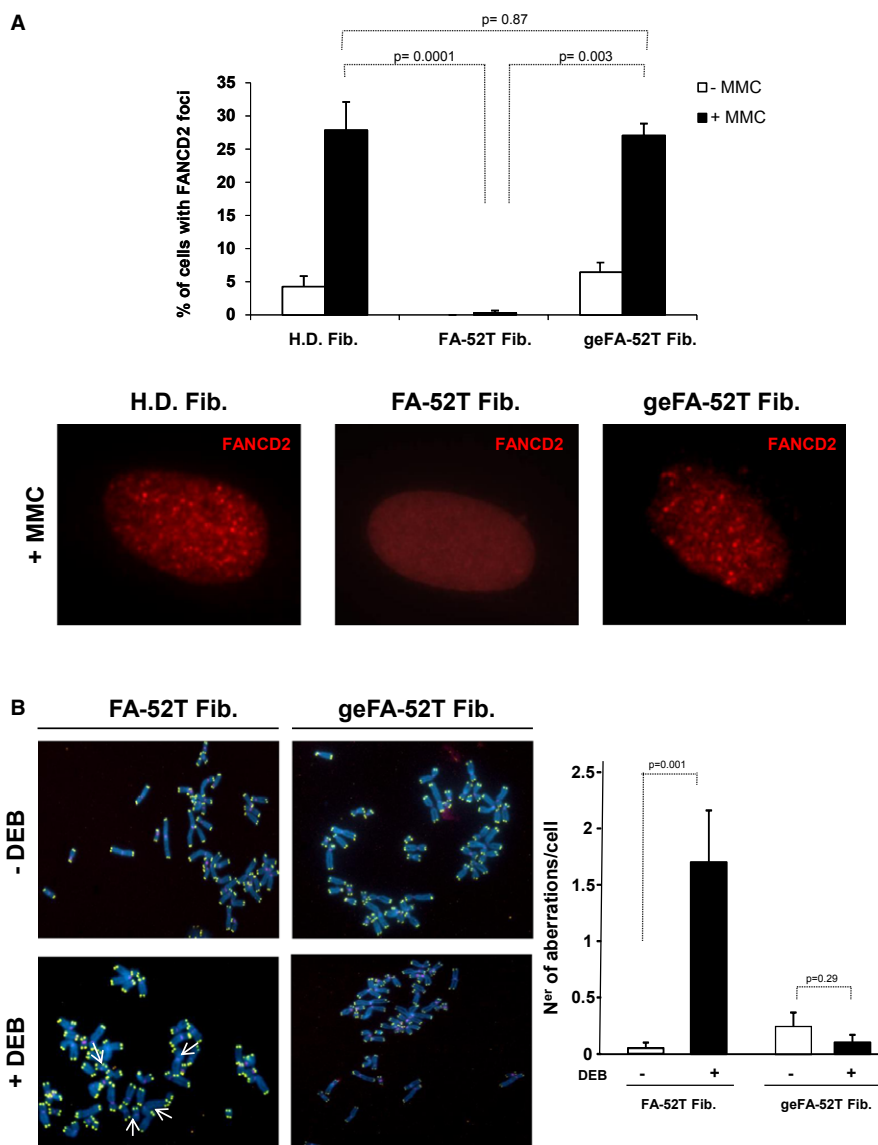 A
p= 0.87
p= 0.0001
p= 0.003
- MMC
+ MMC
% of cells with FANCD2 foci
35
30
25
20
15
10
5
0
H.D. Fib.
FA-52T Fib.
geFA-52T Fib.
H.D. Fib.
FA-52T Fib.
geFA-52T Fib.
+ MMC
FANCD2
FANCD2
FANCD2
B
FA-52T Fib.
geFA-52T Fib.
- DEB
+ DEB
Nᵉʳ of aberrations/cell
2.5
2
1.5
1
0.5
0
p=0.001
p=0.29
DEB - + - +
FA-52T Fib.
geFA-52T Fib.